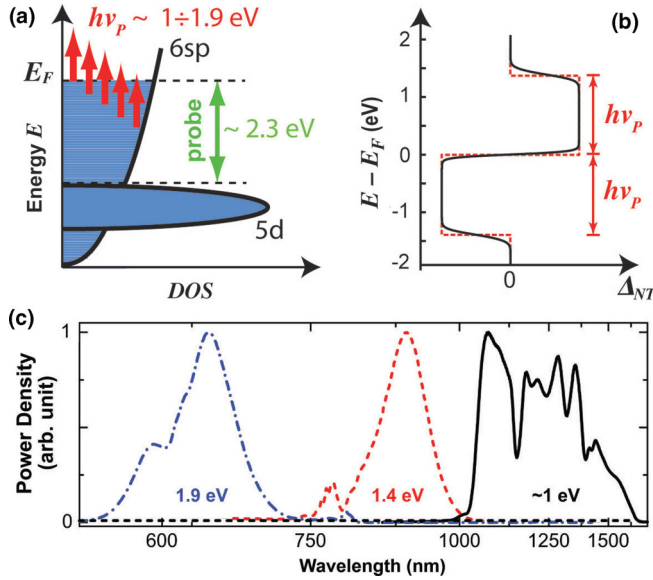 (a)
hν_P ~ 1÷1.9 eV
6sp
E_F
probe
~ 2.3 eV
Energy E
5d
DOS
(b)
2
1
0
-1
-2
E − E_F (eV)
hν_P
hν_P
0
Δ_NT
(c)
1
0
Power Density
(arb. unit)
1.9 eV
1.4 eV
~1 eV
600
750
1000
1250
1500
Wavelength (nm)